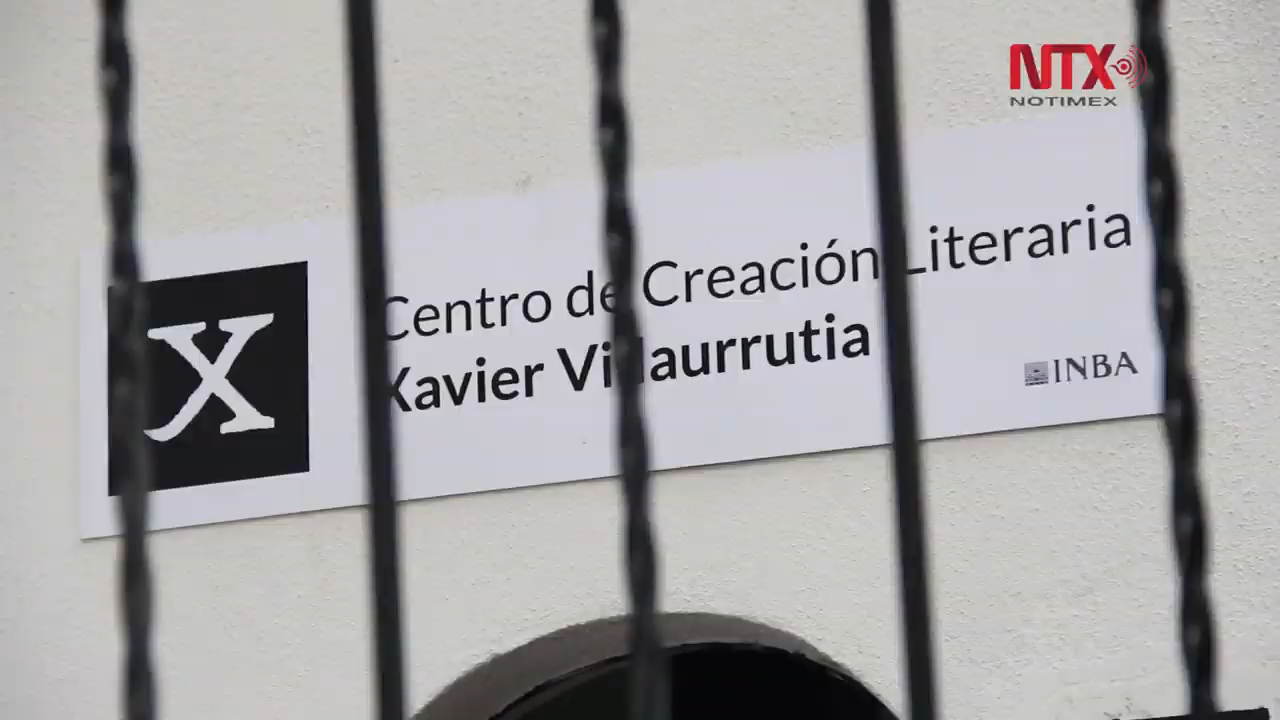 NTX
NOTIMEX
X
Centro de Creación Literaria
Xavier Villaurrutia
INBA